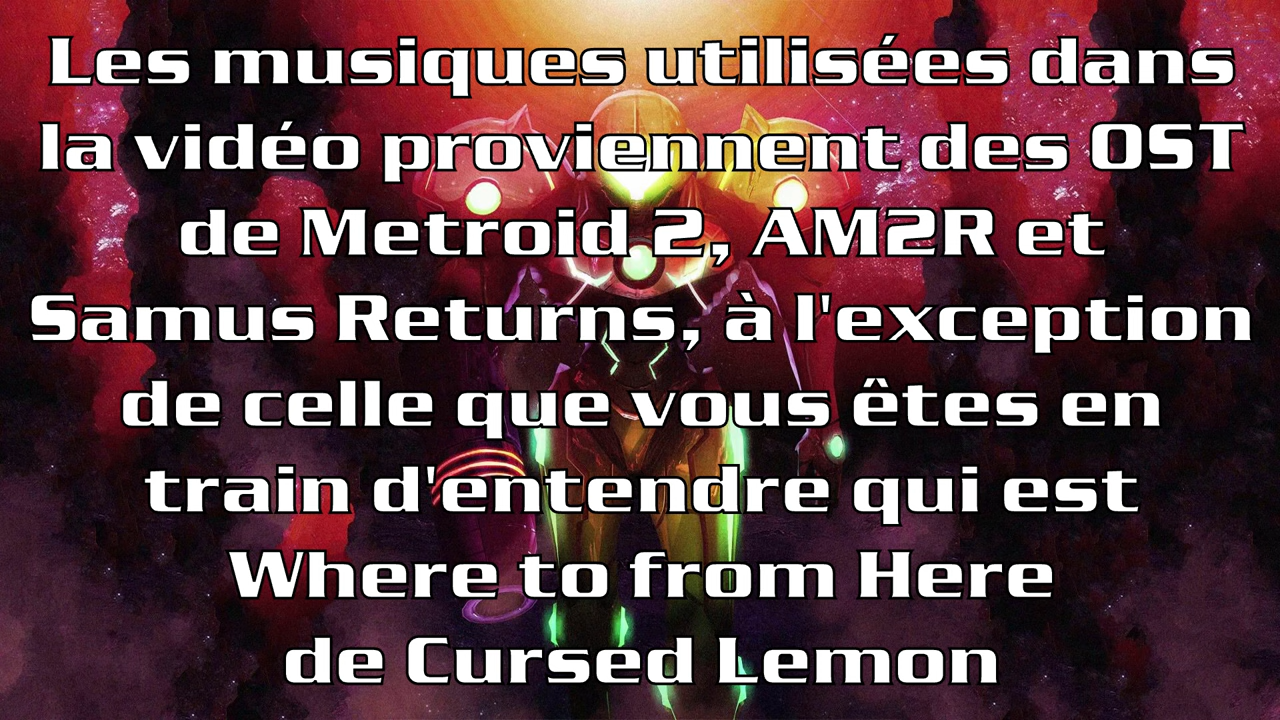 Les musiques utilisées dans
la vidéo proviennent des OST
de Metroid 2, AM2R et
Samus Returns, à l'exception
de celle que vous êtes en
train d'entendre qui est
Where to from Here
de Cursed Lemon